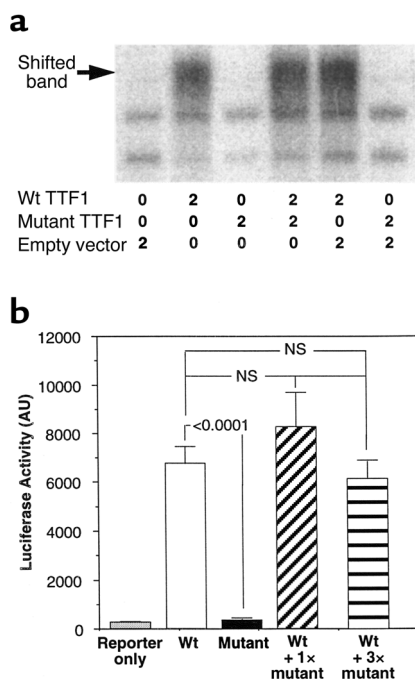 a
Shifted
band
Wt TTF1 0 2 0 2 2 0
Mutant TTF1 0 0 2 2 0 2
Empty vector 2 0 0 0 2 2
b
12000
10000
8000
6000
4000
2000
0
Luciferase Activity (AU)
NS
NS
<0.0001
Reporter
only
Wt
Mutant
Wt
+ 1×
mutant
Wt
+ 3×
mutant